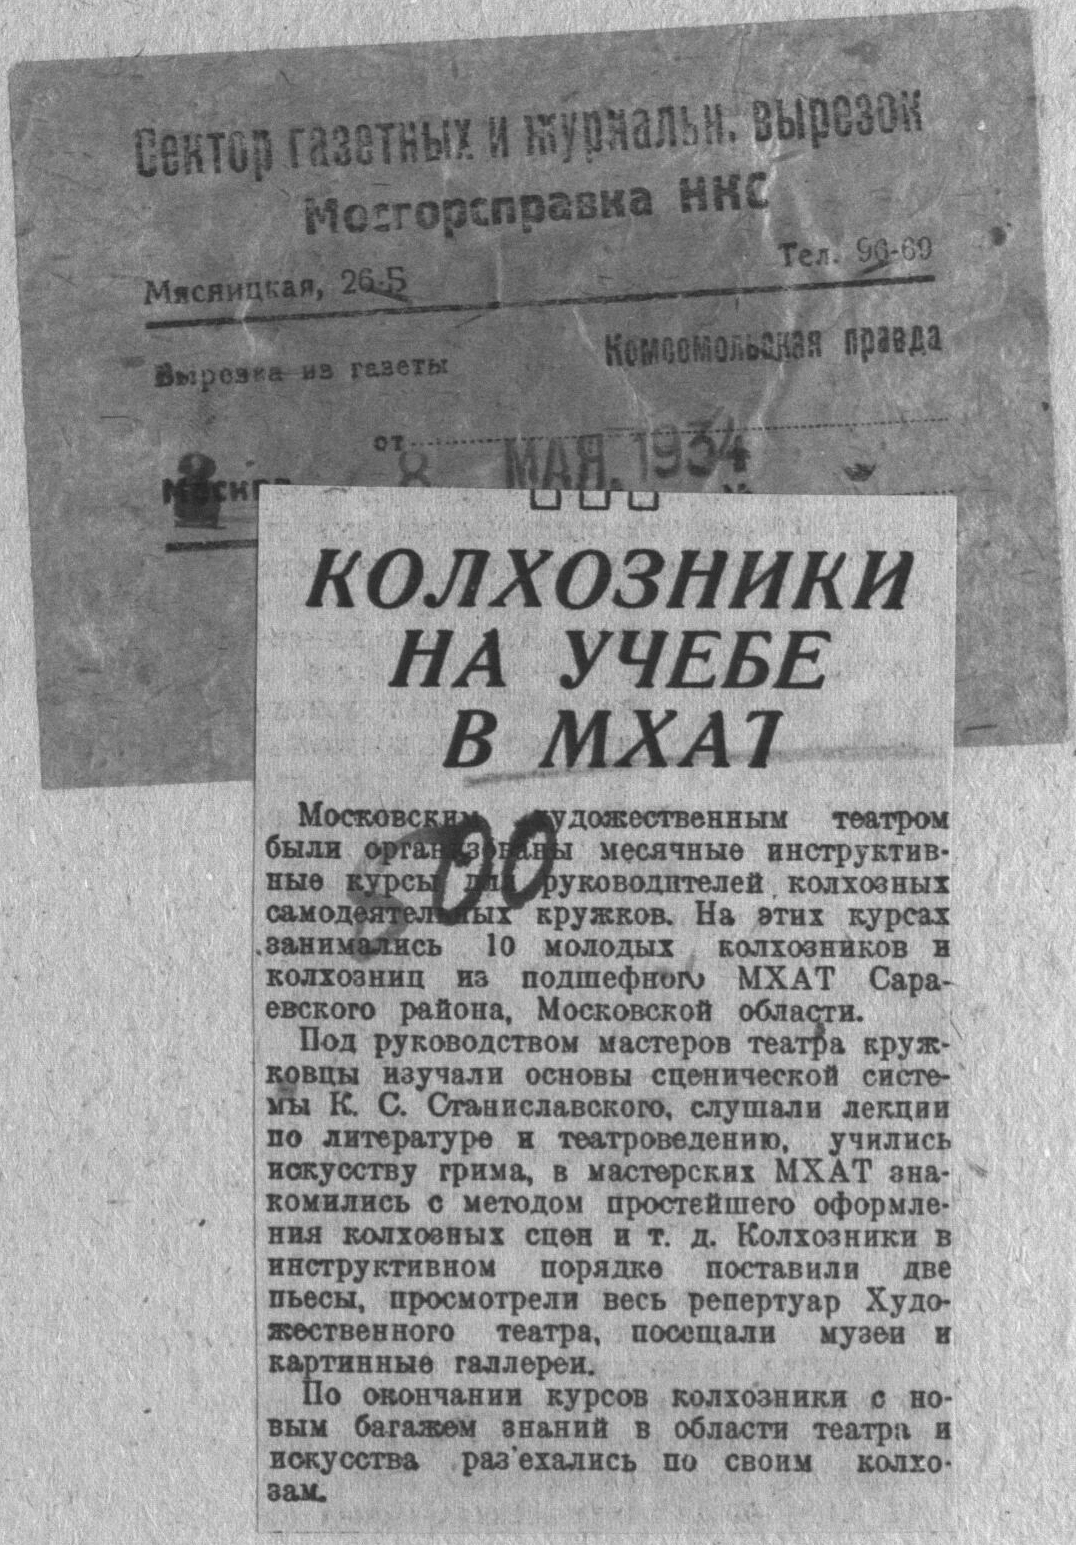 Сектор газетных и журнальн. вырезок
Мосгорсправка НКС
Мясницкая, 26-Б Тел. 96-69
Вырезка из газеты Комсомольская правда
от 8 МАЯ. 1934
Москва
КОЛХОЗНИКИ
НА УЧЕБЕ
В МХАТ
Московским художественным театром
были организованы месячные инструктив-
ные курсы для руководителей колхозных
самодеятельных кружков. На этих курсах
занимались 10 молодых колхозников и
колхозниц из подшефного МХАТ Сара-
евского района, Московской области.
Под руководством мастеров театра круж-
ковцы изучали основы сценической систе-
мы К. С. Станиславского, слушали лекции
по литературе и театроведению, учились
искусству грима, в мастерских МХАТ зна-
комились с методом простейшего оформле-
ния колхозных сцен и т. д. Колхозники в
инструктивном порядке поставили две
пьесы, просмотрели весь репертуар Худо-
жественного театра, посещали музеи и
картинные галлереи.
По окончании курсов колхозники с но-
вым багажем знаний в области театра и
искусства раз'ехались по своим колхо-
зам.